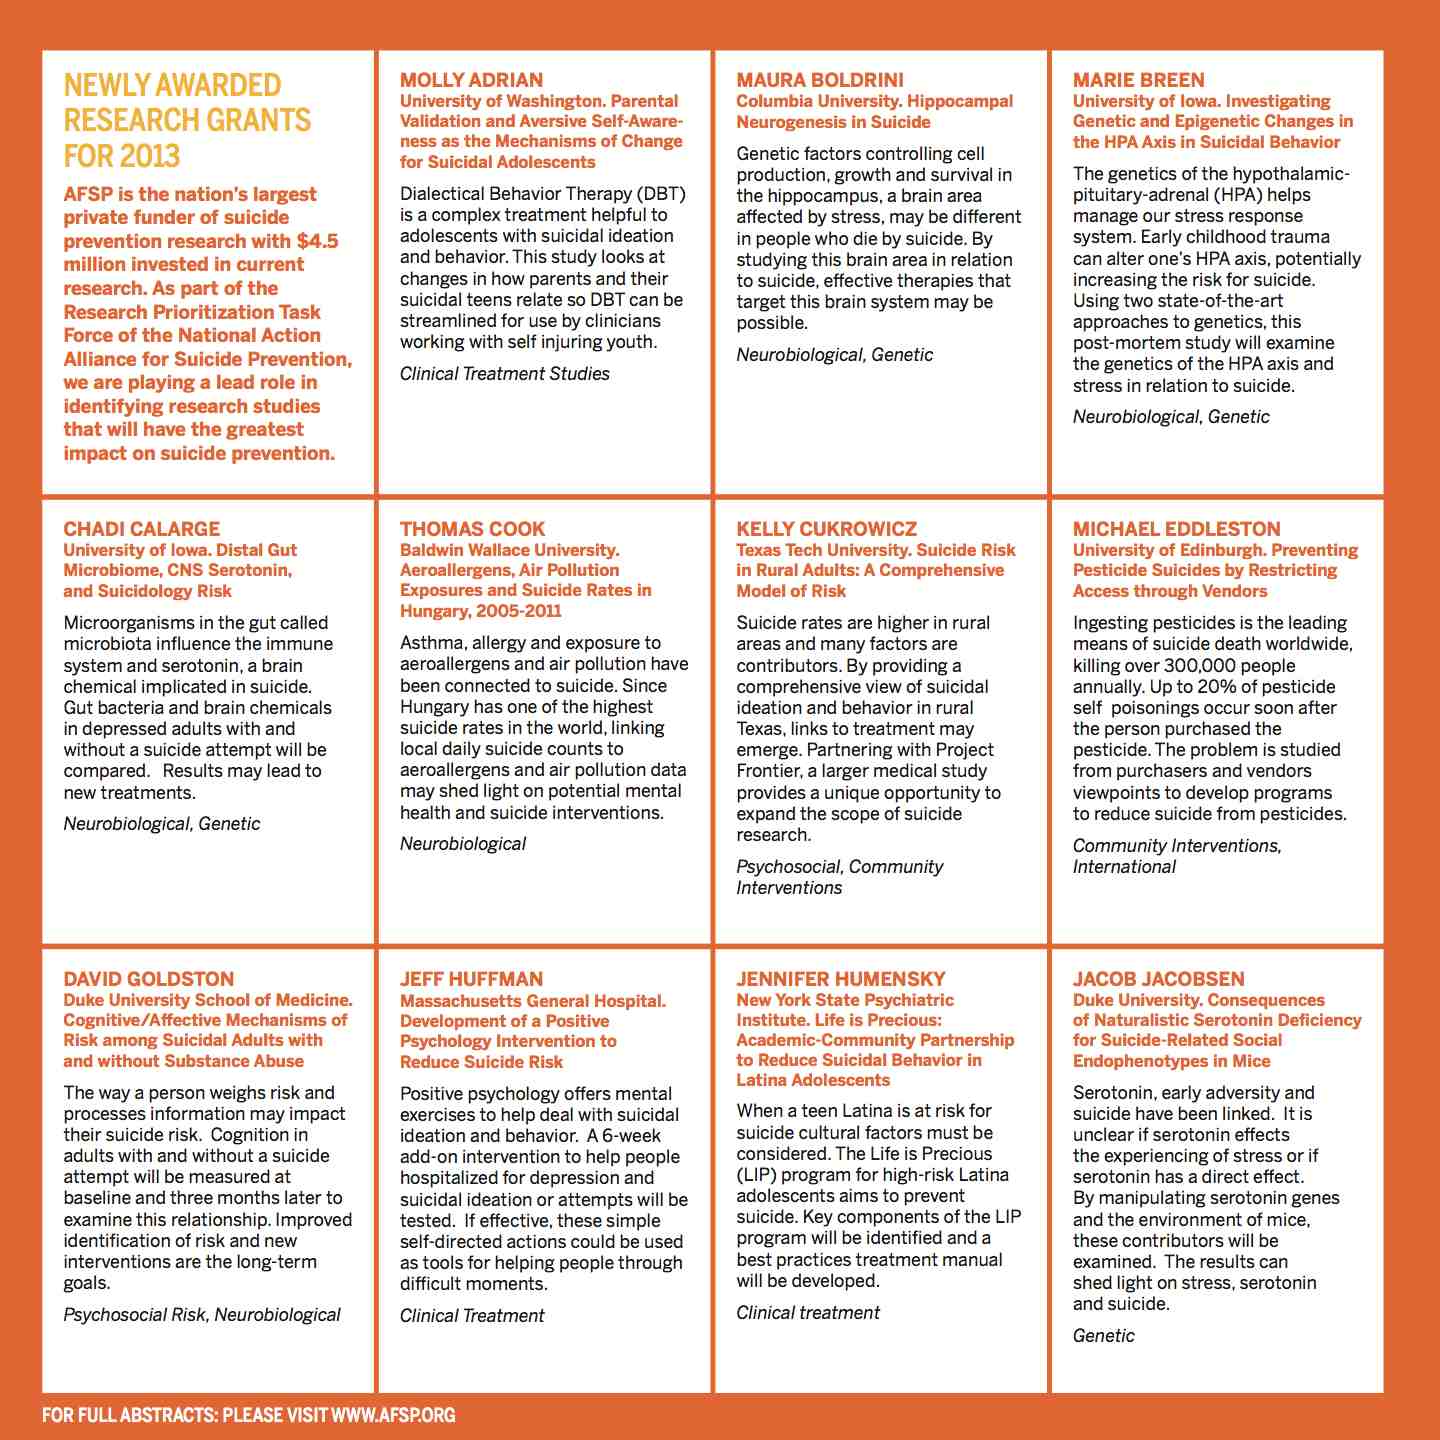 NEWLY AWARDED
RESEARCH GRANTS
FOR 2013
AFSP is the nation's largest
private funder of suicide
prevention research with $4.5
million invested in current
research. As part of the
Research Prioritization Task
Force of the National Action
Alliance for Suicide Prevention,
we are playing a lead role in
identifying research studies
that will have the greatest
impact on suicide prevention.
MOLLY ADRIAN
University of Washington. Parental
Validation and Aversive Self-Aware-
ness as the Mechanisms of Change
for Suicidal Adolescents
Dialectical Behavior Therapy (DBT)
is a complex treatment helpful to
adolescents with suicidal ideation
and behavior. This study looks at
changes in how parents and their
suicidal teens relate so DBT can be
streamlined for use by clinicians
working with self injuring youth.
Clinical Treatment Studies
MAURA BOLDRINI
Columbia University. Hippocampal
Neurogenesis in Suicide
Genetic factors controlling cell
production, growth and survival in
the hippocampus, a brain area
affected by stress, may be different
in people who die by suicide. By
studying this brain area in relation
to suicide, effective therapies that
target this brain system may be
possible.
Neurobiological, Genetic
MARIE BREEN
University of Iowa. Investigating
Genetic and Epigenetic Changes in
the HPA Axis in Suicidal Behavior
The genetics of the hypothalamic-
pituitary-adrenal (HPA) helps
manage our stress response
system. Early childhood trauma
can alter one's HPA axis, potentially
increasing the risk for suicide.
Using two state-of-the-art
approaches to genetics, this
post-mortem study will examine
the genetics of the HPA axis and
stress in relation to suicide.
Neurobiological, Genetic
CHADI CALARGE
University of Iowa. Distal Gut
Microbiome, CNS Serotonin,
and Suicidology Risk
Microorganisms in the gut called
microbiota influence the immune
system and serotonin, a brain
chemical implicated in suicide.
Gut bacteria and brain chemicals
in depressed adults with and
without a suicide attempt will be
compared.  Results may lead to
new treatments.
Neurobiological, Genetic
THOMAS COOK
Baldwin Wallace University.
Aeroallergens, Air Pollution
Exposures and Suicide Rates in
Hungary, 2005-2011
Asthma, allergy and exposure to
aeroallergens and air pollution have
been connected to suicide. Since
Hungary has one of the highest
suicide rates in the world, linking
local daily suicide counts to
aeroallergens and air pollution data
may shed light on potential mental
health and suicide interventions.
Neurobiological
KELLY CUKROWICZ
Texas Tech University. Suicide Risk
in Rural Adults: A Comprehensive
Model of Risk
Suicide rates are higher in rural
areas and many factors are
contributors. By providing a
comprehensive view of suicidal
ideation and behavior in rural
Texas, links to treatment may
emerge. Partnering with Project
Frontier, a larger medical study
provides a unique opportunity to
expand the scope of suicide
research.
Psychosocial, Community
Interventions
MICHAEL EDDLESTON
University of Edinburgh. Preventing
Pesticide Suicides by Restricting
Access through Vendors
Ingesting pesticides is the leading
means of suicide death worldwide,
killing over 300,000 people
annually. Up to 20% of pesticide
self  poisonings occur soon after
the person purchased the
pesticide. The problem is studied
from purchasers and vendors
viewpoints to develop programs
to reduce suicide from pesticides.
Community Interventions,
International
DAVID GOLDSTON
Duke University School of Medicine.
Cognitive/Affective Mechanisms of
Risk among Suicidal Adults with
and without Substance Abuse
The way a person weighs risk and
processes information may impact
their suicide risk.  Cognition in
adults with and without a suicide
attempt will be measured at
baseline and three months later to
examine this relationship. Improved
identification of risk and new
interventions are the long-term
goals.
Psychosocial Risk, Neurobiological
JEFF HUFFMAN
Massachusetts General Hospital.
Development of a Positive
Psychology Intervention to
Reduce Suicide Risk
Positive psychology offers mental
exercises to help deal with suicidal
ideation and behavior.  A 6-week
add-on intervention to help people
hospitalized for depression and
suicidal ideation or attempts will be
tested.  If effective, these simple
self-directed actions could be used
as tools for helping people through
difficult moments.
Clinical Treatment
JENNIFER HUMENSKY
New York State Psychiatric
Institute. Life is Precious:
Academic-Community Partnership
to Reduce Suicidal Behavior in
Latina Adolescents
When a teen Latina is at risk for
suicide cultural factors must be
considered. The Life is Precious
(LIP) program for high-risk Latina
adolescents aims to prevent
suicide. Key components of the LIP
program will be identified and a
best practices treatment manual
will be developed.
Clinical treatment
JACOB JACOBSEN
Duke University. Consequences
of Naturalistic Serotonin Deficiency
for Suicide-Related Social
Endophenotypes in Mice
Serotonin, early adversity and
suicide have been linked.  It is
unclear if serotonin effects
the experiencing of stress or if
serotonin has a direct effect.
By manipulating serotonin genes
and the environment of mice,
these contributors will be
examined.  The results can
shed light on stress, serotonin
and suicide.
Genetic
FOR FULL ABSTRACTS: PLEASE VISIT WWW.AFSP.ORG